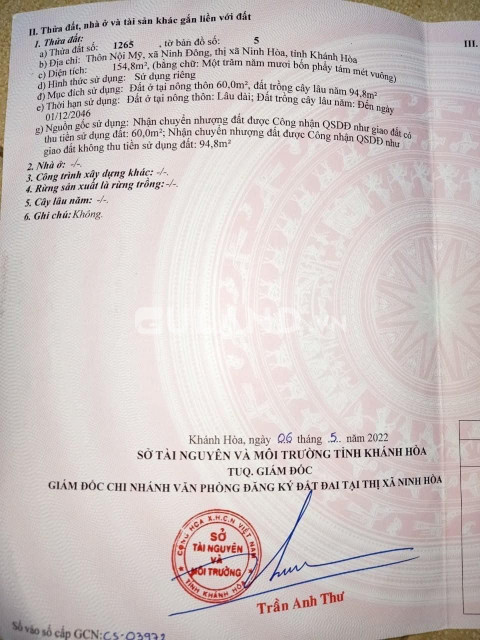 II. Thửa đất, nhà ở và tài sản khác gắn liền với đất
III.
1. Thửa đất:
a) Thửa đất số: 1265, tờ bản đồ số: 5
b) Địa chỉ: Thôn Nội Mỹ, xã Ninh Đông, thị xã Ninh Hòa, tỉnh Khánh Hòa
c) Diện tích: 154,8m², (bằng chữ: Một trăm năm mươi bốn phẩy tám mét vuông)
d) Hình thức sử dụng: Sử dụng riêng
đ) Mục đích sử dụng: Đất ở tại nông thôn 60,0m², đất trồng cây lâu năm 94,8m²
e) Thời hạn sử dụng: Đất ở tại nông thôn: Lâu dài; Đất trồng cây lâu năm: Đến ngày
01/12/2046
g) Nguồn gốc sử dụng: Nhận chuyển nhượng đất được Công nhận QSDĐ như giao đất có
thu tiền sử dụng đất: 60,0m²; Nhận chuyển nhượng đất được Công nhận QSDĐ như
giao đất không thu tiền sử dụng đất: 94,8m²
2. Nhà ở: -/-.
3. Công trình xây dựng khác: -/-.
4. Rừng sản xuất là rừng trồng: -/-.
5. Cây lâu năm: -/-.
6. Ghi chú: Không.
GULAND.VN
Khánh Hòa, ngày 06 tháng 5. năm 2022
SỞ TÀI NGUYÊN VÀ MÔI TRƯỜNG TỈNH KHÁNH HÒA
TUQ. GIÁM ĐỐC
GIÁM ĐỐC CHI NHÁNH VĂN PHÒNG ĐĂNG KÝ ĐẤT ĐAI TẠI THỊ XÃ NINH HÒA
CỘNG HÒA X.H.C.N VIỆT NAM
SỞ
TÀI NGUYÊN
VÀ
MÔI TRƯỜNG
TỈNH KHÁNH HÒA
Trần Anh Thư
Số vào sổ cấp GCN: CS-03972